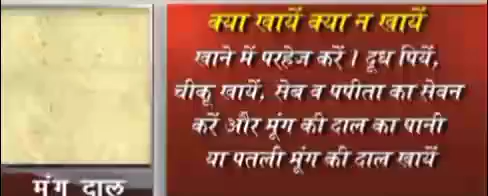 क्या खायें क्या न खायें
खाने में परहेज करें । दूध पियें,
चीकू खायें, सेब व पपीता का सेवन
करें और मूंग की दाल का पानी
या पतली मूंग की दाल खायें
मूंग दाल